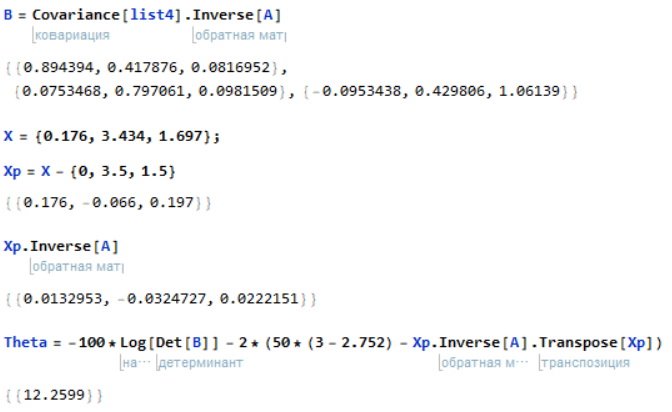 B = Covariance[list4].Inverse[A]
ковариация обратная матр
{{0.894394, 0.417876, 0.0816952},
{0.0753468, 0.797061, 0.0981509}, {-0.0953438, 0.429806, 1.06139}}
X = {0.176, 3.434, 1.697};
Xp = X - {0, 3.5, 1.5}
{{0.176, -0.066, 0.197}}
Xp.Inverse[A]
обратная матр
{{0.0132953, -0.0324727, 0.0222151}}
Theta = -100 * Log[Det[B]] - 2 * (50 * (3 - 2.752) - Xp.Inverse[A].Transpose[Xp])
на⋯ детерминант обратная м⋯ транспозиция
{{12.2599}}